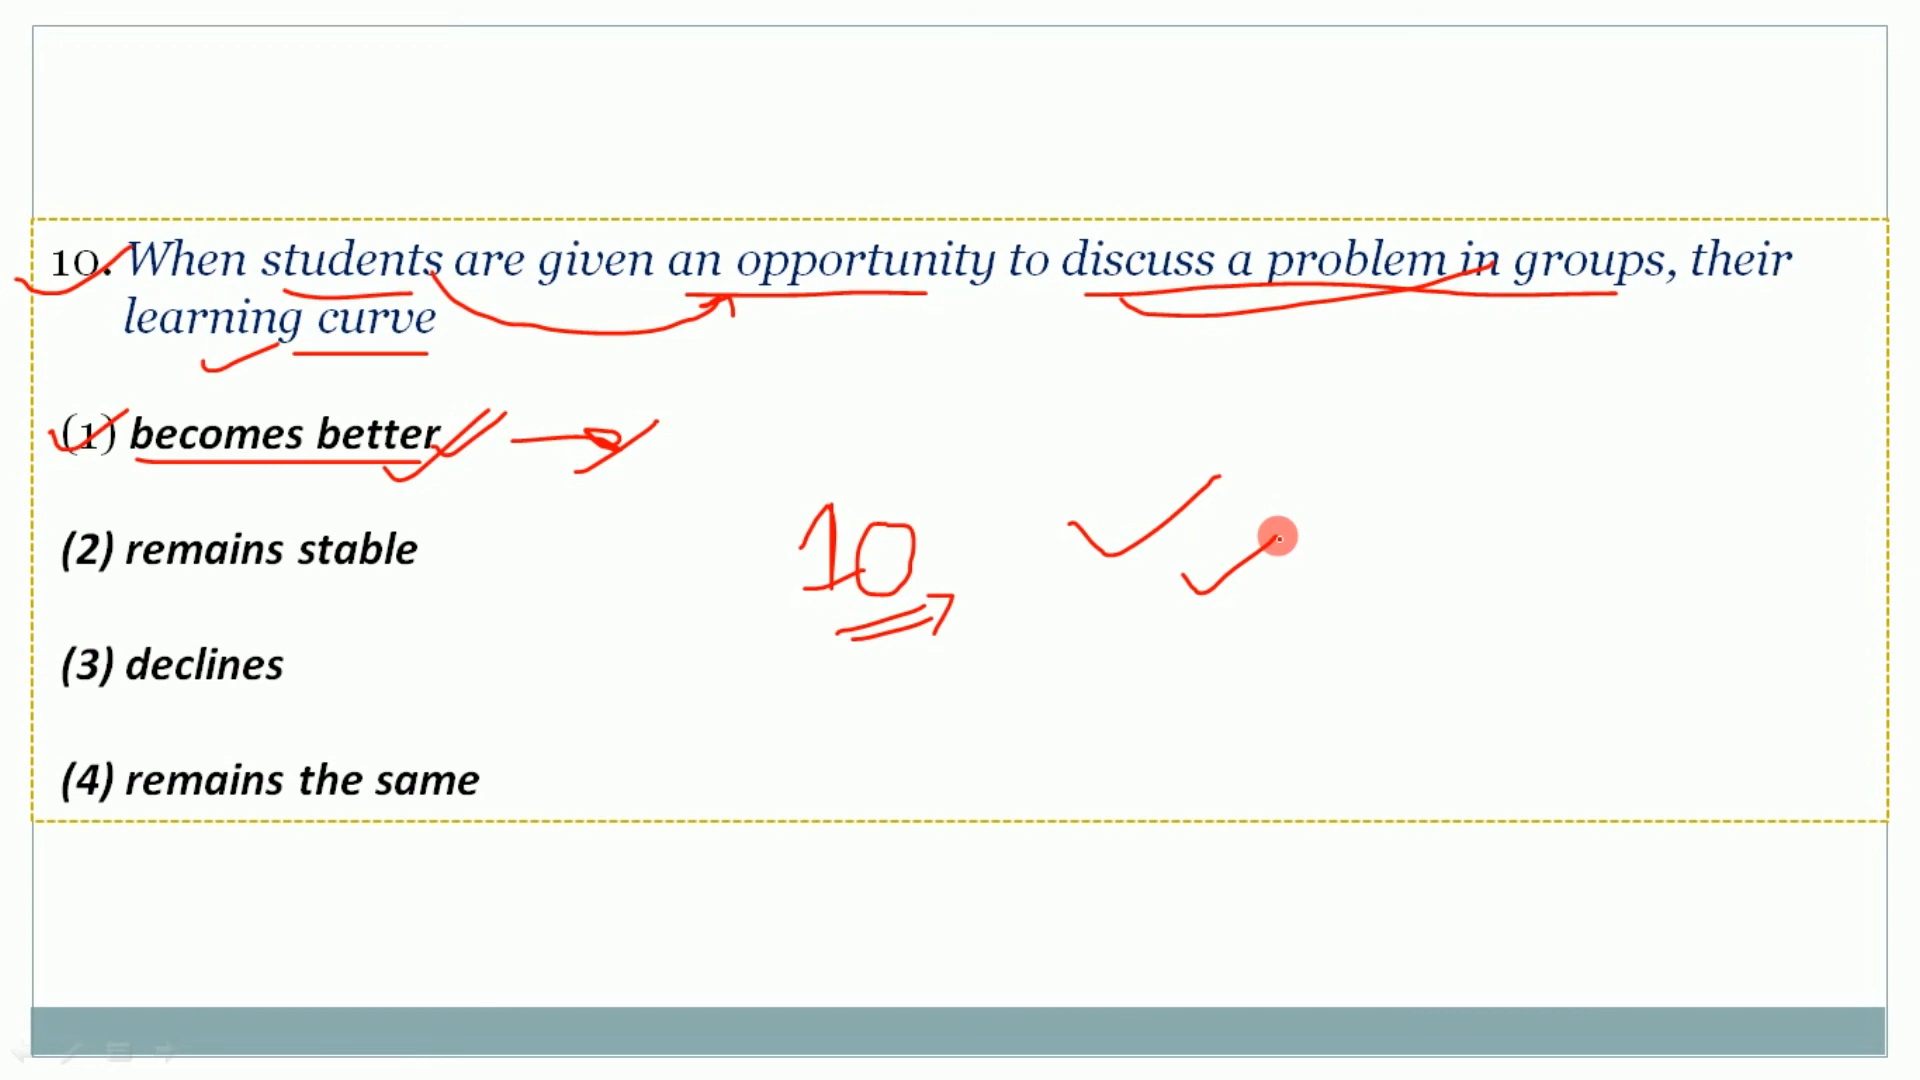 10. When students are given an opportunity to discuss a problem in groups, their
learning curve
(1) becomes better
(2) remains stable
10
(3) declines
(4) remains the same